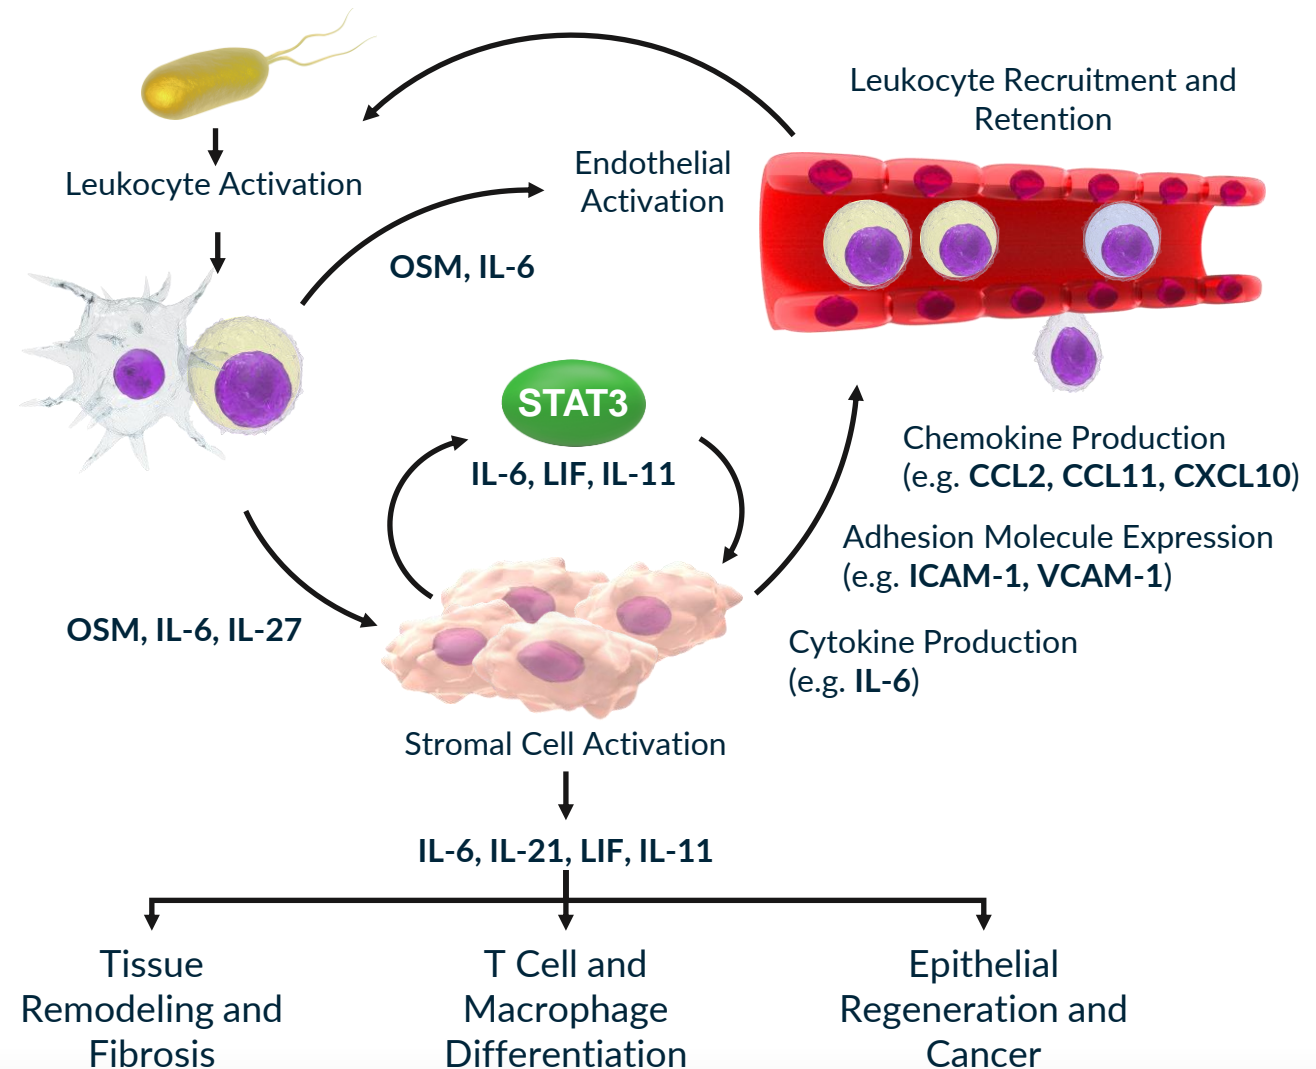 Leukocyte Recruitment and
Retention
Leukocyte Activation
Endothelial
Activation
OSM, IL-6
STAT3
IL-6, LIF, IL-11
Chemokine Production
(e.g. CCL2, CCL11, CXCL10)
Adhesion Molecule Expression
(e.g. ICAM-1, VCAM-1)
OSM, IL-6, IL-27
Cytokine Production
(e.g. IL-6)
Stromal Cell Activation
IL-6, IL-21, LIF, IL-11
Tissue
Remodeling and
Fibrosis
T Cell and
Macrophage
Differentiation
Epithelial
Regeneration and
Cancer